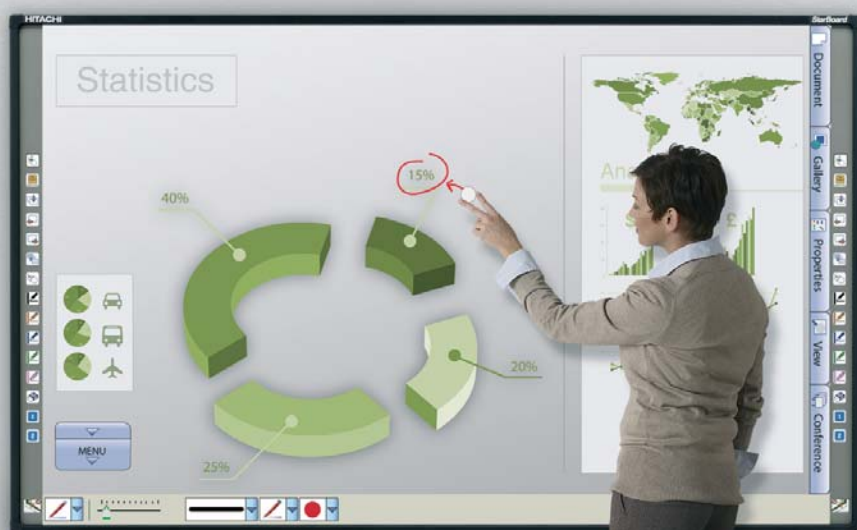 HITACHI
StarBoard
Statistics
Document
Gallery
Properties
View
Conference
40%
15%
20%
25%
MENU
£